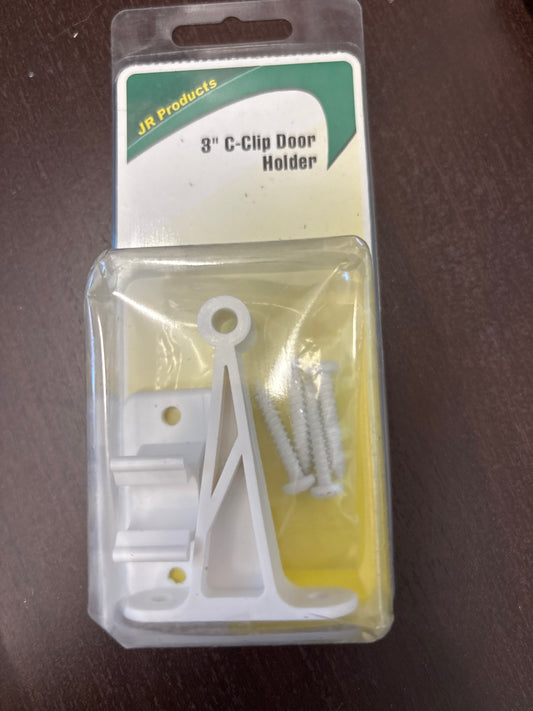 JR Products
3" C-Clip Door
Holder